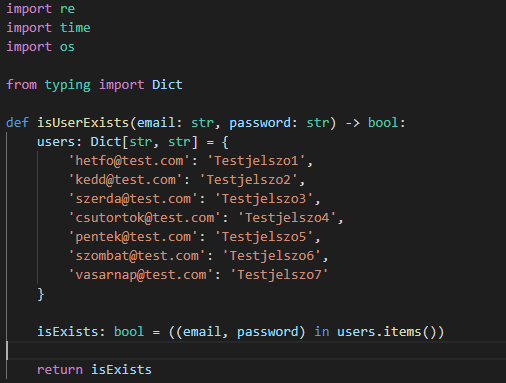 import re
import time
import os
from typing import Dict
def isUserExists(email: str, password: str) -> bool:
users: Dict[str, str] = {
'hetfo@test.com': 'Testjelszo1',
'kedd@test.com': 'Testjelszo2',
'szerda@test.com': 'Testjelszo3',
'csutortok@test.com': 'Testjelszo4',
'pentek@test.com': 'Testjelszo5',
'szombat@test.com': 'Testjelszo6',
'vasarnap@test.com': 'Testjelszo7'
}
isExists: bool = ((email, password) in users.items())
return isExists